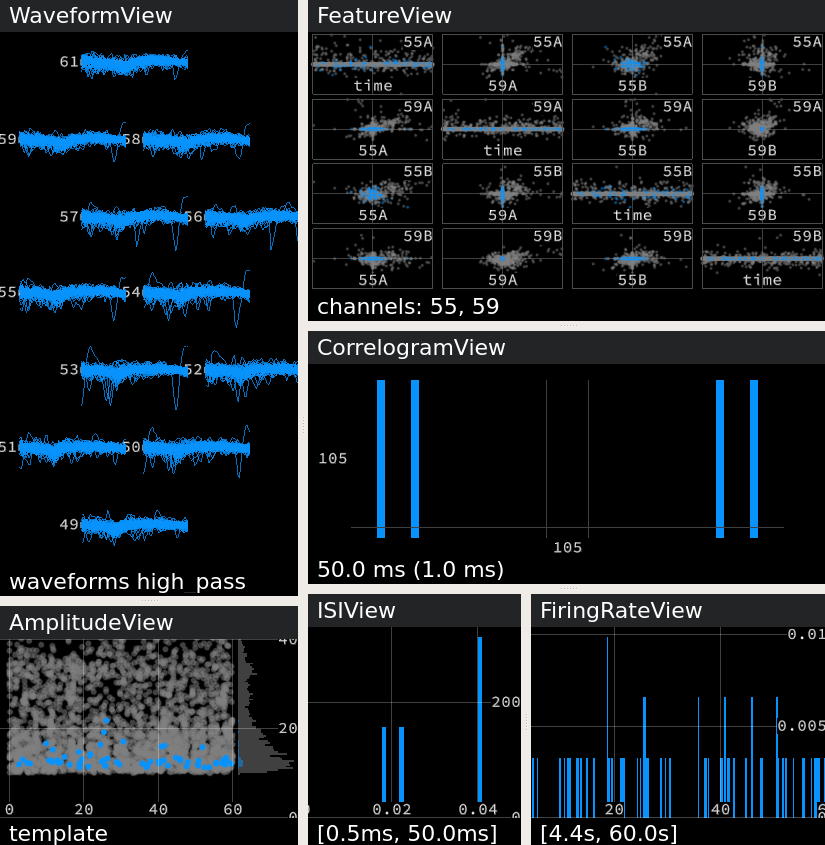 WaveformView
61
59 58
57 56
55 54
53 52
51 50
49
waveforms high_pass
FeatureView
55A 55A 55A 55A
time 59A 55B 59B
59A 59A 59A 59A
55A time 55B 59B
55B 55B 55B 55B
55A 59A time 59B
59B 59B 59B 59B
55A 59A 55B time
channels: 55, 59
CorrelogramView
105
105
50.0 ms (1.0 ms)
AmplitudeView
40
20
0 20 40 60 0
template
ISIView
200
0.02 0.04 0
[0.5ms, 50.0ms]
FiringRateView
0.01
0.005
20 40
[4.4s, 60.0s]